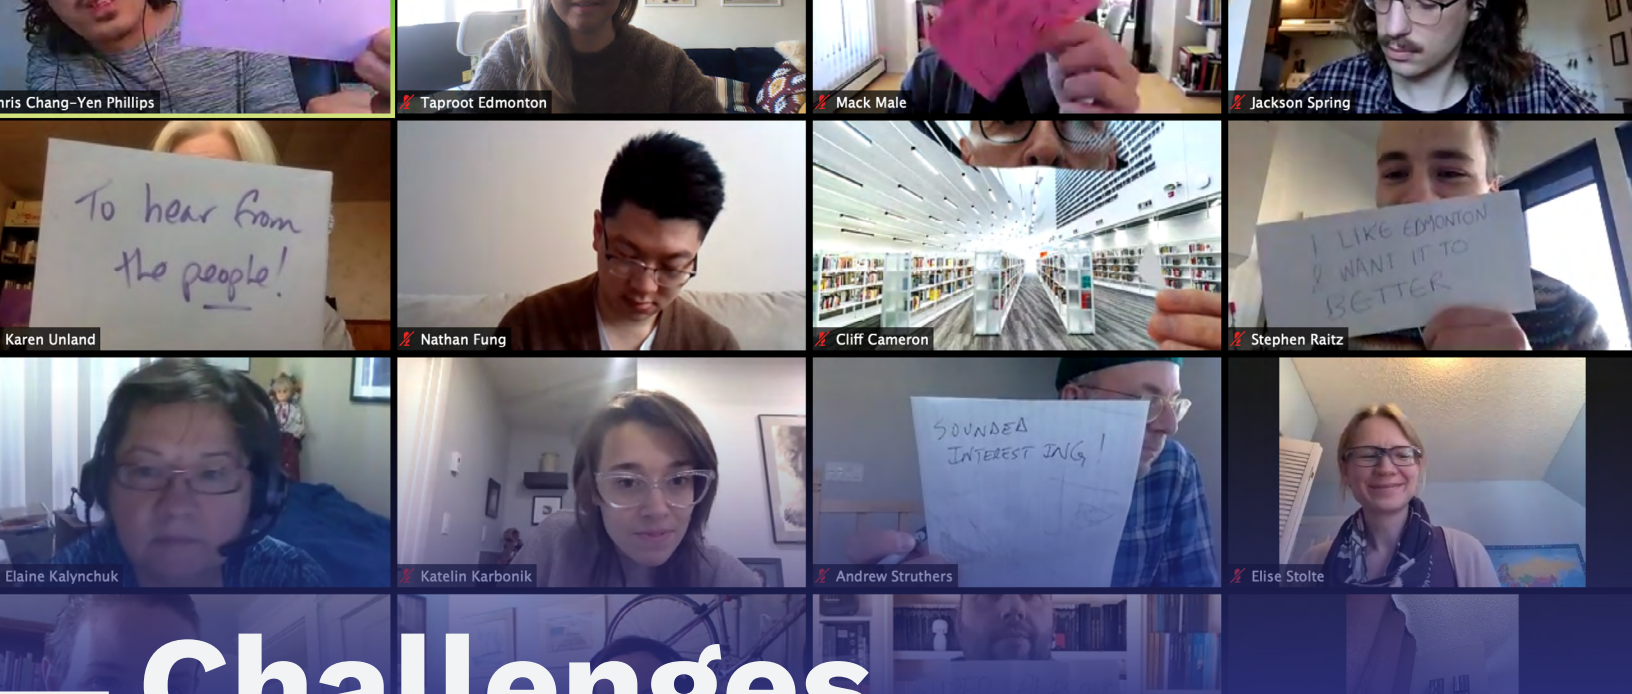 hris Chang-Yen Phillips
Taproot Edmonton
Mack Male
Jackson Spring
To hear from
the people!
Karen Unland
Nathan Fung
Cliff Cameron
I LIKE EDMONTON
& WANT IT TO
BETTER
Stephen Raitz
Elaine Kalynchuk
Katelin Karbonik
SOUNDED
INTERESTING!
Andrew Struthers
Elise Stolte
Challenges